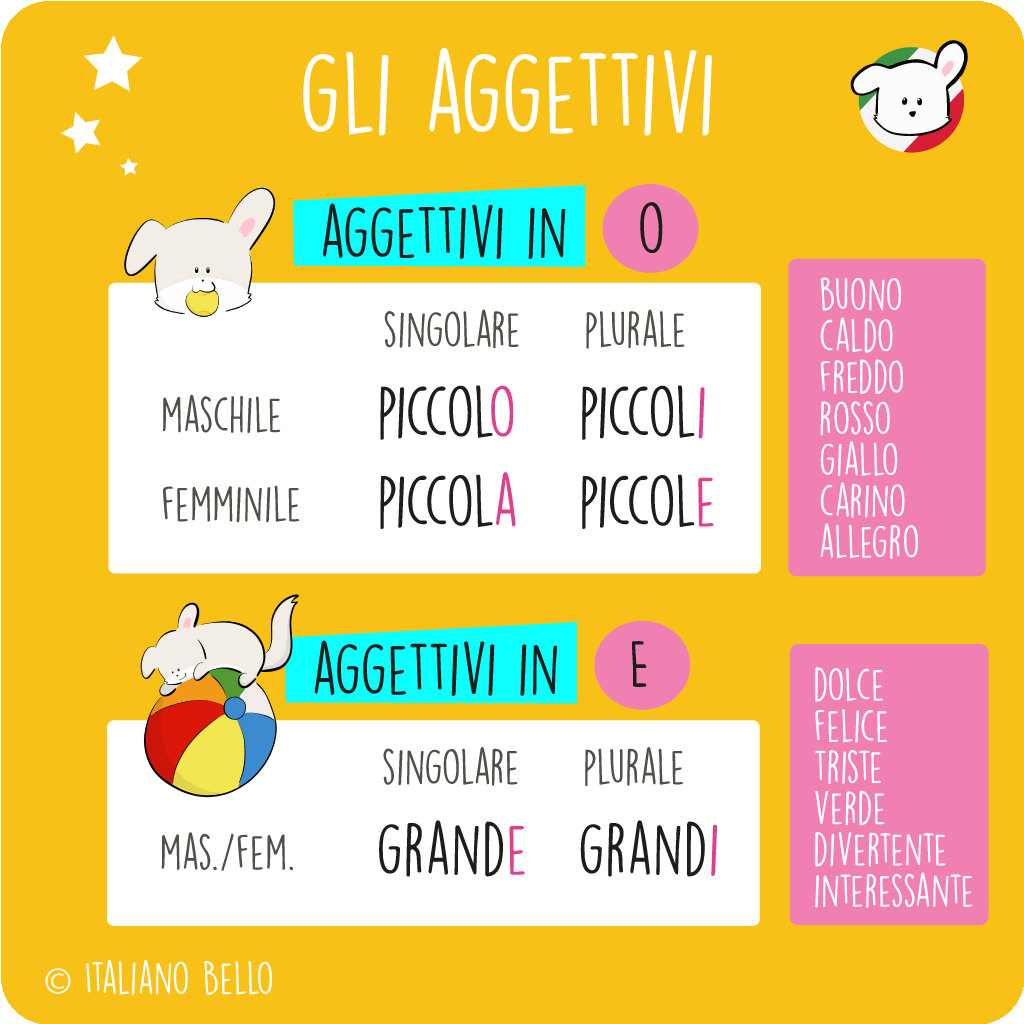 GLI AGGETTIVI
AGGETTIVI IN O
SINGOLARE PLURALE
MASCHILE PICCOLO PICCOLI
FEMMINILE PICCOLA PICCOLE
BUONO
CALDO
FREDDO
ROSSO
GIALLO
CARINO
ALLEGRO
AGGETTIVI IN E
SINGOLARE PLURALE
MAS./FEM. GRANDE GRANDI
DOLCE
FELICE
TRISTE
VERDE
DIVERTENTE
INTERESSANTE
© ITALIANO BELLO